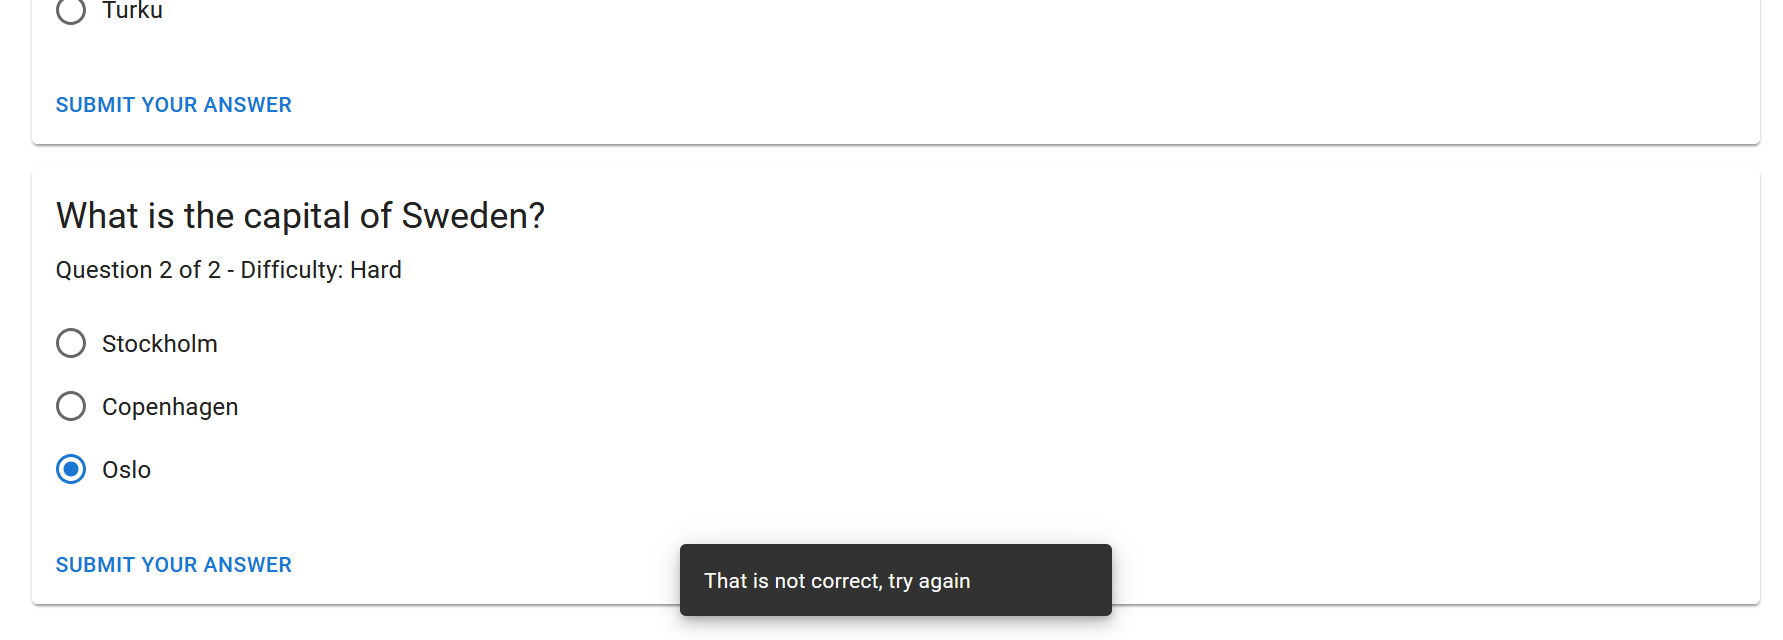 Turku
SUBMIT YOUR ANSWER
What is the capital of Sweden?
Question 2 of 2 - Difficulty: Hard
Stockholm
Copenhagen
Oslo
SUBMIT YOUR ANSWER
That is not correct, try again